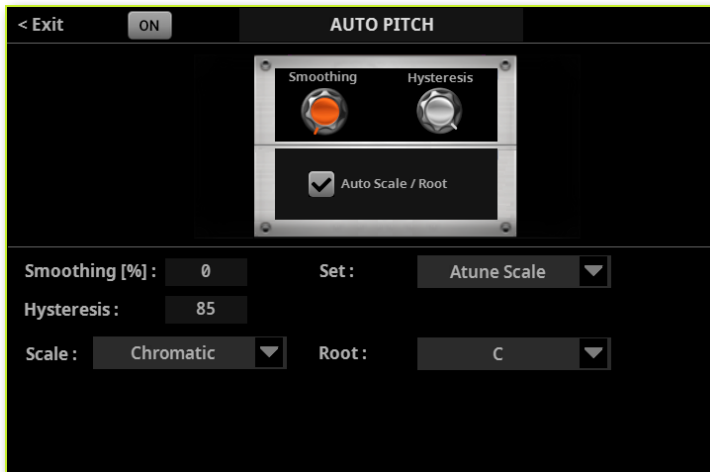 < Exit ON AUTO PITCH
Smoothing Hysteresis
Auto Scale / Root
Smoothing [%] : 0 Set : Atune Scale
Hysteresis : 85
Scale : Chromatic Root : C